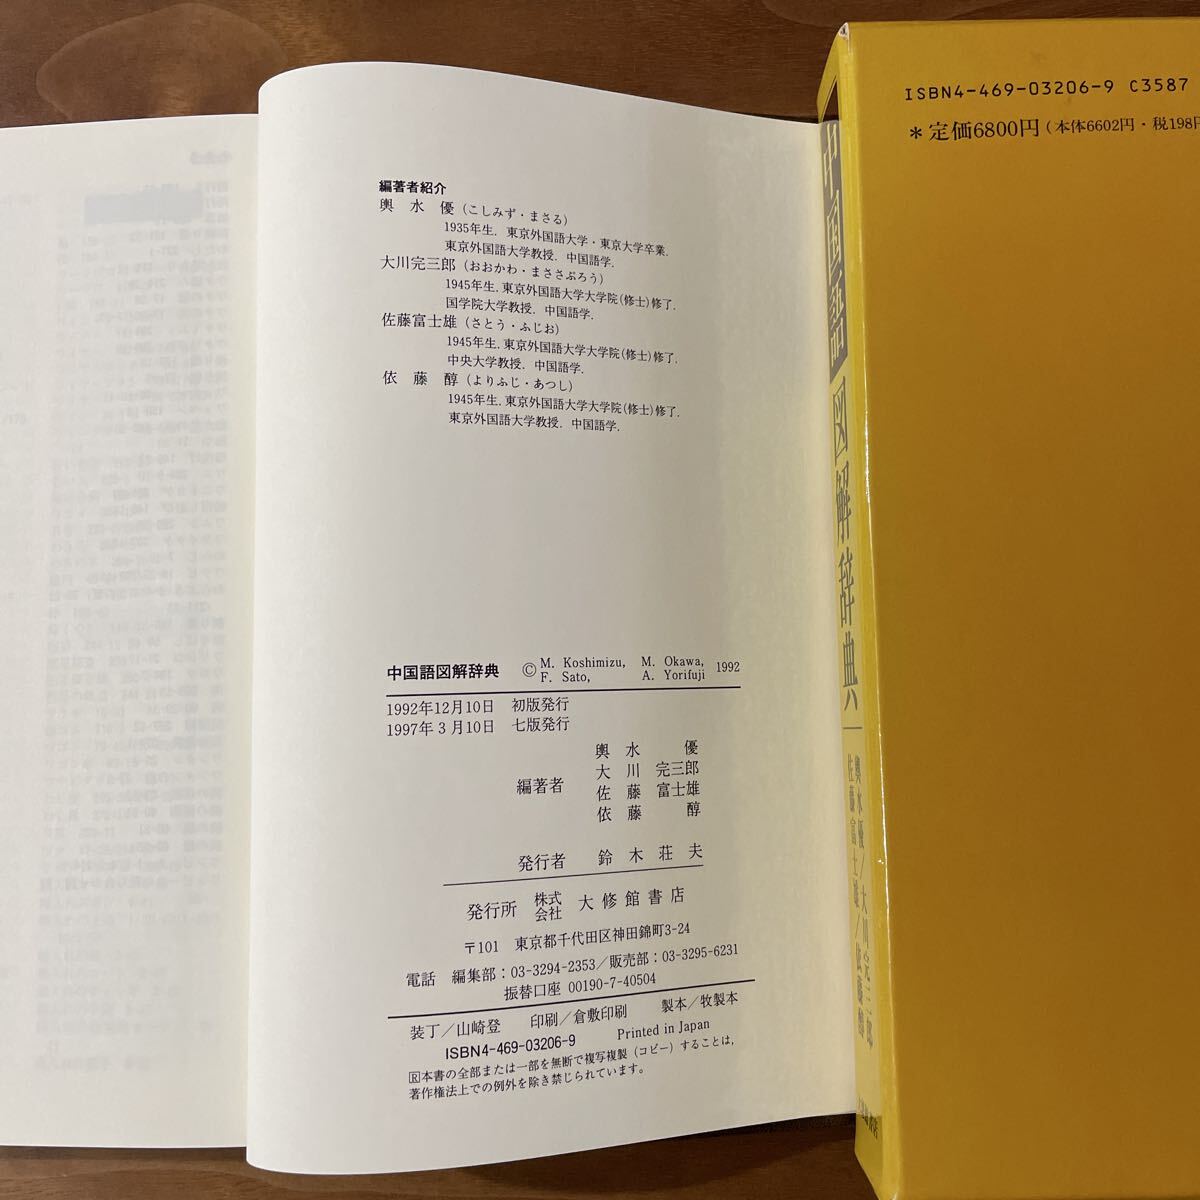 編著者紹介
輿水 優(こしみず・まさる)
1935年生. 東京外国語大学・東京大学卒業.
東京外国語大学教授. 中国語学.
大川完三郎(おおかわ・まささぶろう)
1945年生. 東京外国語大学大学院(修士)修了.
国学院大学教授. 中国語学.
佐藤富士雄(さとう・ふじお)
1945年生. 東京外国語大学大学院(修士)修了.
中央大学教授. 中国語学.
依藤 醇(よりふじ・あつし)
1945年生. 東京外国語大学大学院(修士)修了.
東京外国語大学教授. 中国語学.
中国語図解辞典 © M. Koshimizu, M. Okawa, F. Sato, A. Yorifuji 1992
1992年12月10日 初版発行
1997年3月10日 七版発行
編著者
輿水 優
大川 完三郎
佐藤 富士雄
依藤 醇
発行者 鈴木荘夫
発行所 株式会社 大修館書店
〒101 東京都千代田区神田錦町3-24
電話 編集部:03-3294-2353/販売部:03-3295-6231
振替口座 00190-7-40504
装丁/山崎登 印刷/倉敷印刷 製本/牧製本
ISBN4-469-03206-9 Printed in Japan
Ⓡ本書の全部または一部を無断で複写複製(コピー)することは,
著作権法上での例外を除き禁じられています。
中国語図解辞典
輿水優/大川完三郎
佐藤富士雄/依藤醇
ISBN4-469-03206-9 C3587
*定価6800円(本体6602円・税198円